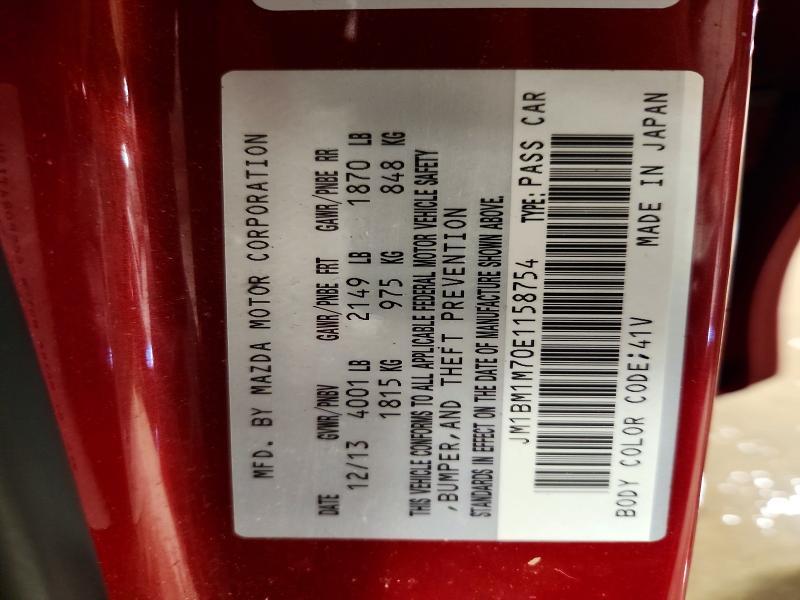 MFD. BY MAZDA MOTOR CORPORATION
DATE GVWR/PNBV GAWR/PNBE FRT GAWR/PNBE RR
12/13 4001 LB 2149 LB 1870 LB
1815 KG 975 KG 848 KG
THIS VEHICLE CONFORMS TO ALL APPLICABLE FEDERAL MOTOR VEHICLE SAFETY
,BUMPER,AND THEFT PREVENTION
STANDARDS IN EFFECT ON THE DATE OF MANUFACTURE SHOWN ABOVE.
JM1BM1M70E1158754 TYPE: PASS CAR
BODY COLOR CODE;41V MADE IN JAPAN